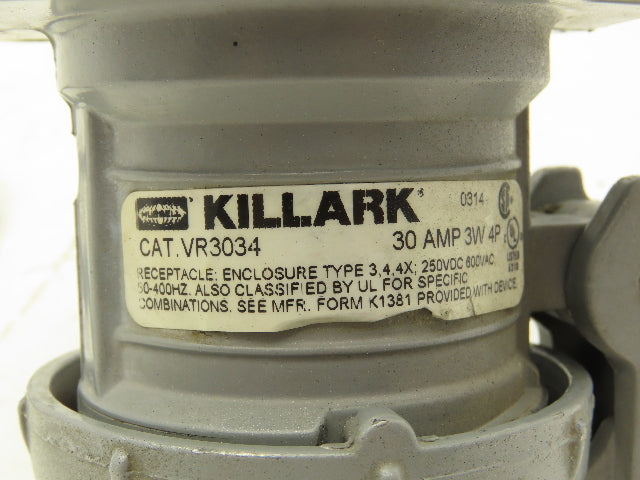 KILLARK® 0314
CAT.VR3034 30 AMP 3W 4P
RECEPTACLE; ENCLOSURE TYPE 3,4,4X; 250VDC 600VAC
50-400HZ. ALSO CLASSIFIED BY UL FOR SPECIFIC
COMBINATIONS. SEE MFR. FORM K1381 PROVIDED WITH DEVICE.